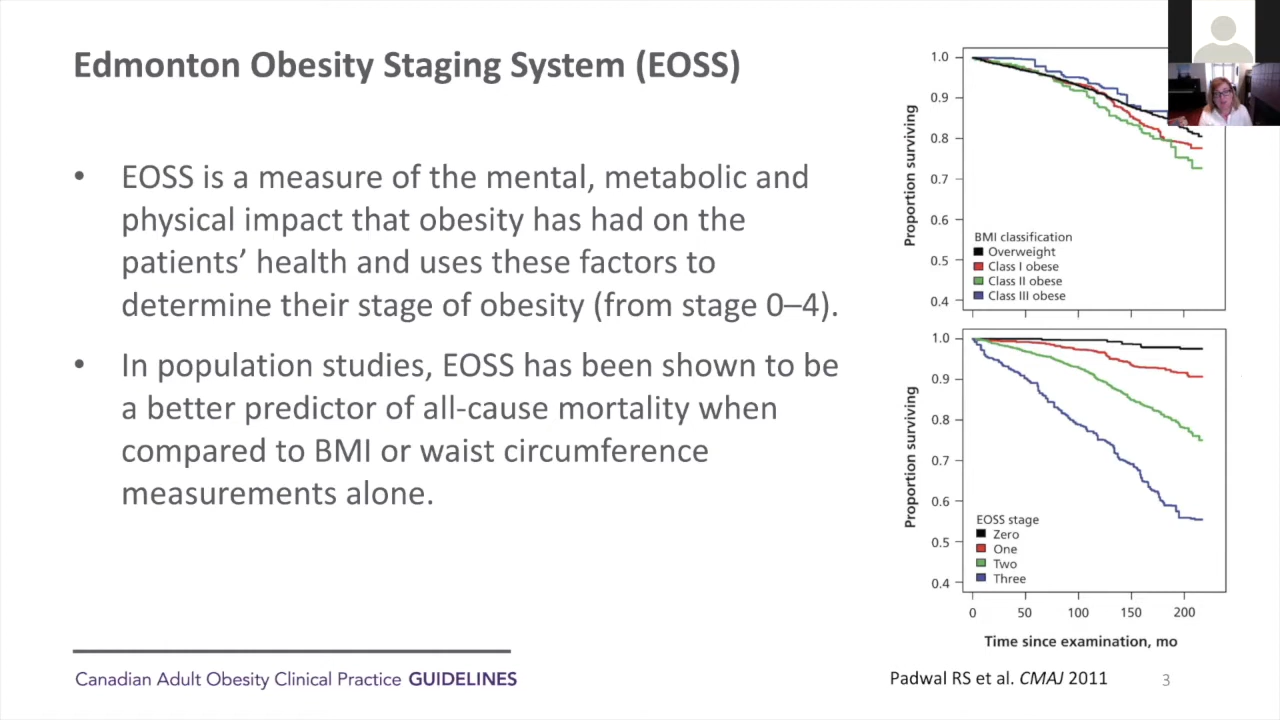 Edmonton Obesity Staging System (EOSS)
• EOSS is a measure of the mental, metabolic and
physical impact that obesity has had on the
patients’ health and uses these factors to
determine their stage of obesity (from stage 0–4).
• In population studies, EOSS has been shown to be
a better predictor of all-cause mortality when
compared to BMI or waist circumference
measurements alone.
Canadian Adult Obesity Clinical Practice GUIDELINES
Proportion surviving
1.0
0.9
0.8
0.7
0.6
0.5
0.4
BMI classification
Overweight
Class I obese
Class II obese
Class III obese
Proportion surviving
1.0
0.9
0.8
0.7
0.6
0.5
0.4
EOSS stage
Zero
One
Two
Three
0 50 100 150 200
Time since examination, mo
Padwal RS et al. CMAJ 2011
3